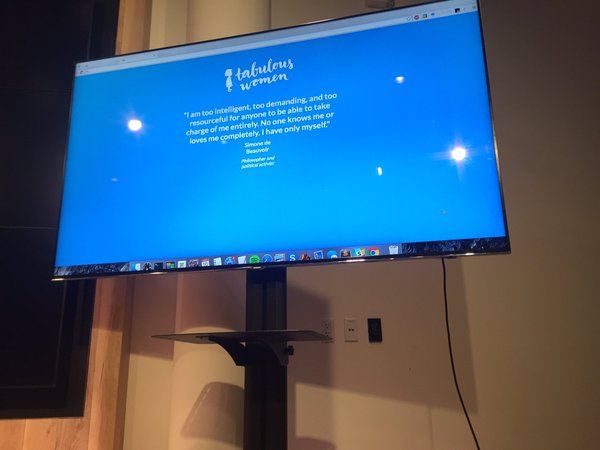 tabulous
women
"I am too intelligent, too demanding, and too
resourceful for anyone to be able to take
charge of me entirely. No one knows me or
loves me completely. I have only myself."
Simone de
Beauvoir
Philosopher and
political activist